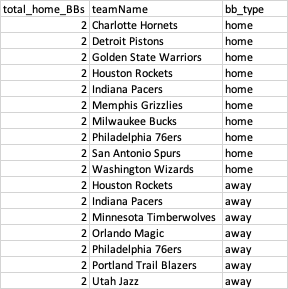 total_home_BBs teamName bb_type
2 Charlotte Hornets home
2 Detroit Pistons home
2 Golden State Warriors home
2 Houston Rockets home
2 Indiana Pacers home
2 Memphis Grizzlies home
2 Milwaukee Bucks home
2 Philadelphia 76ers home
2 San Antonio Spurs home
2 Washington Wizards home
2 Houston Rockets away
2 Indiana Pacers away
2 Minnesota Timberwolves away
2 Orlando Magic away
2 Philadelphia 76ers away
2 Portland Trail Blazers away
2 Utah Jazz away